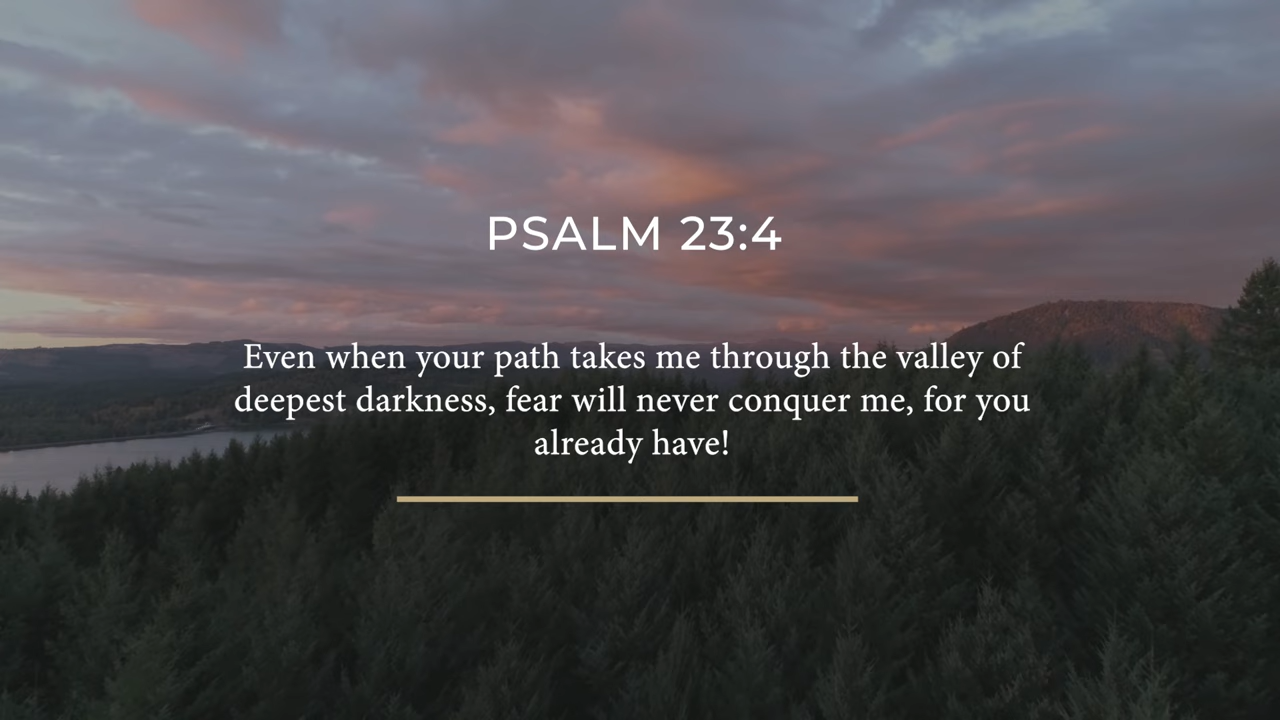 PSALM 23:4
Even when your path takes me through the valley of
deepest darkness, fear will never conquer me, for you
already have!